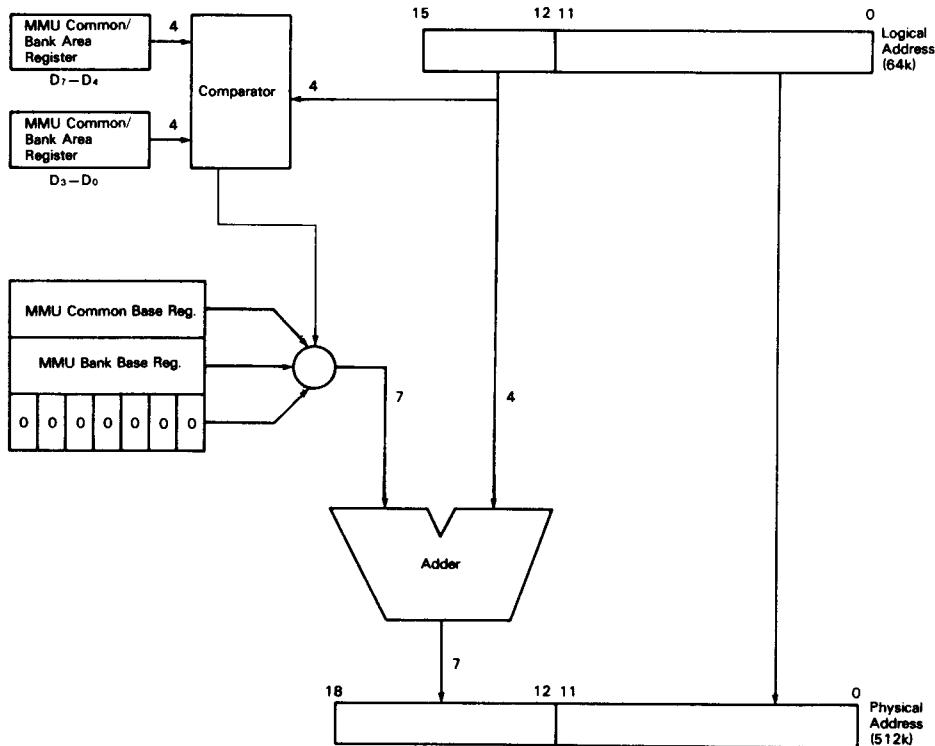 MMU Common/
Bank Area
Register
D7—D4
4
MMU Common/
Bank Area
Register
D3—D0
4
Comparator
4
15
12
11
0
Logical
Address
(64k)
MMU Common Base Reg.
MMU Bank Base Reg.
0 0 0 0 0 0 0
7
4
Adder
7
18
12
11
0
Physical
Address
(512k)